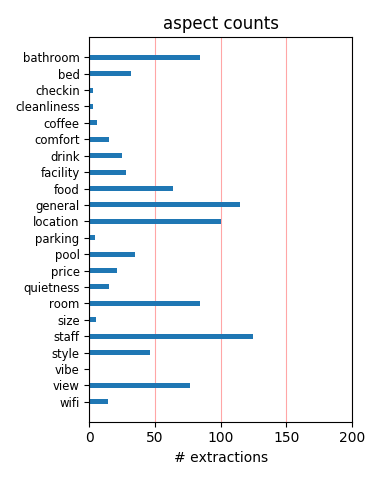 aspect counts
bathroom
bed
checkin
cleanliness
coffee
comfort
drink
facility
food
general
location
parking
pool
price
quietness
room
size
staff
style
vibe
view
wifi
0 50 100 150 200
# extractions